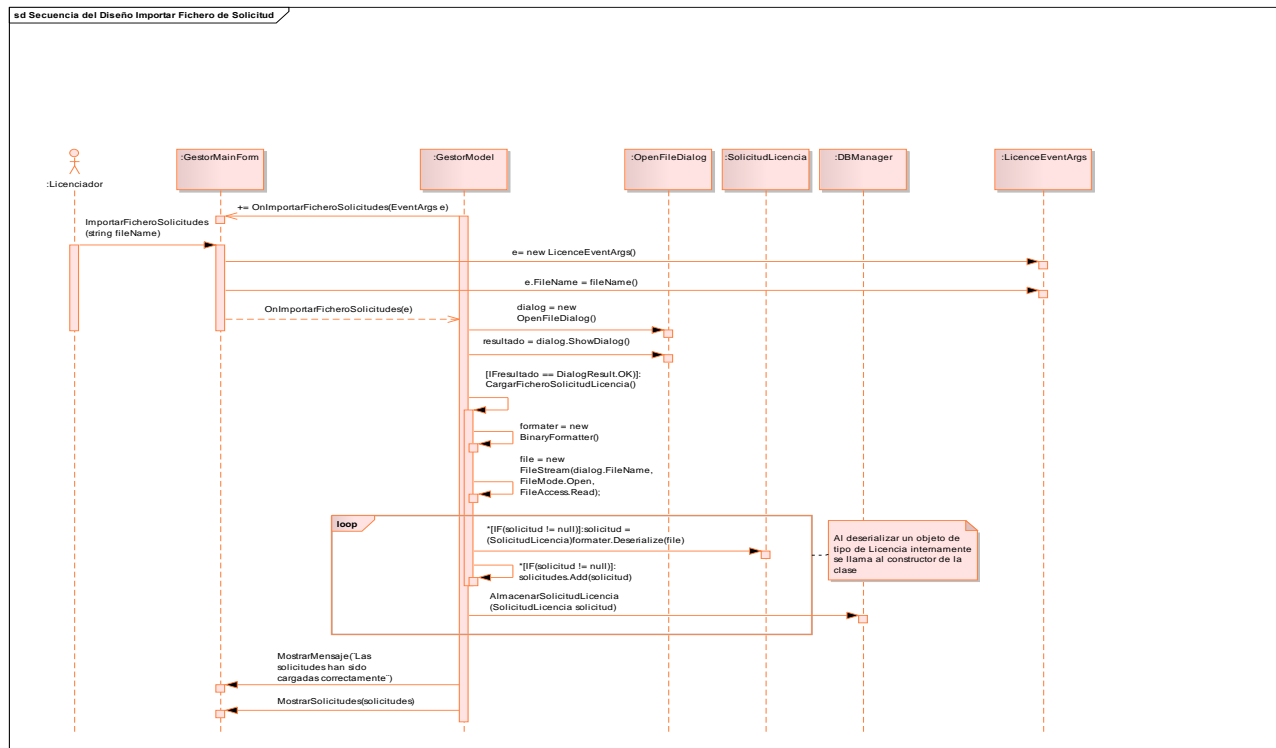 sd Secuencia del Diseño Importar Fichero de Solicitud
:Licenciador
:GestorMainForm
:GestorModel
:OpenFileDialog
:SolicitudLicencia
:DBManager
:LicenceEventArgs
+= OnImportarFicheroSolicitudes(EventArgs e)
ImportarFicheroSolicitudes
(string fileName)
e= new LicenceEventArgs()
e.FileName = fileName()
OnImportarFicheroSolicitudes(e)
dialog = new
OpenFileDialog()
resultado = dialog.ShowDialog()
[IFresultado == DialogResult.OK)]:
CargarFicheroSolicitudLicencia()
formater = new
BinaryFormatter()
file = new
FileStream(dialog.FileName,
FileMode.Open,
FileAccess.Read);
loop
*[IF(solicitud != null)]:solicitud =
(SolicitudLicencia)formater.Deserialize(file)
*[IF(solicitud != null)]:
solicitudes.Add(solicitud)
Al deserializar un objeto de
tipo de Licencia internamente
se llama al constructor de la
clase
AlmacenarSolicitudLicencia
(SolicitudLicencia solicitud)
MostrarMensaje(¨Las
solicitudes han sido
cargadas correctamente¨)
MostrarSolicitudes(solicitudes)